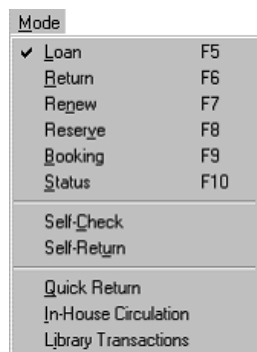 Mode
Loan F5
Return F6
Renew F7
Reserve F8
Booking F9
Status F10
Self-Check
Self-Return
Quick Return
In-House Circulation
Library Transactions